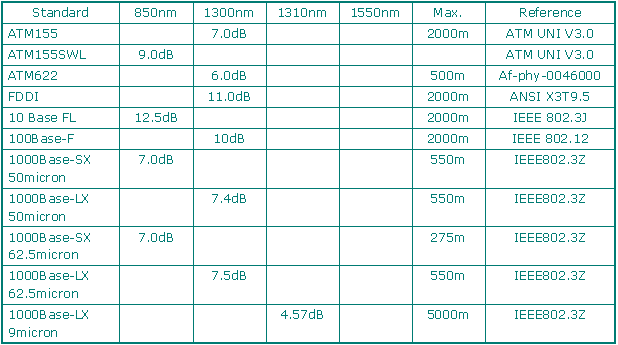 Standard 850nm 1300nm 1310nm 1550nm Max. Reference
ATM155 7.0dB 2000m ATM UNI V3.0
ATM155SWL 9.0dB ATM UNI V3.0
ATM622 6.0dB 500m Af-phy-0046000
FDDI 11.0dB 2000m ANSI X3T9.5
10 Base FL 12.5dB 2000m IEEE 802.3J
100Base-F 10dB 2000m IEEE 802.12
1000Base-SX 7.0dB 550m IEEE802.3Z
50micron
1000Base-LX 7.4dB 550m IEEE802.3Z
50micron
1000Base-SX 7.0dB 275m IEEE802.3Z
62.5micron
1000Base-LX 7.5dB 550m IEEE802.3Z
62.5micron
1000Base-LX 4.57dB 5000m IEEE802.3Z
9micron